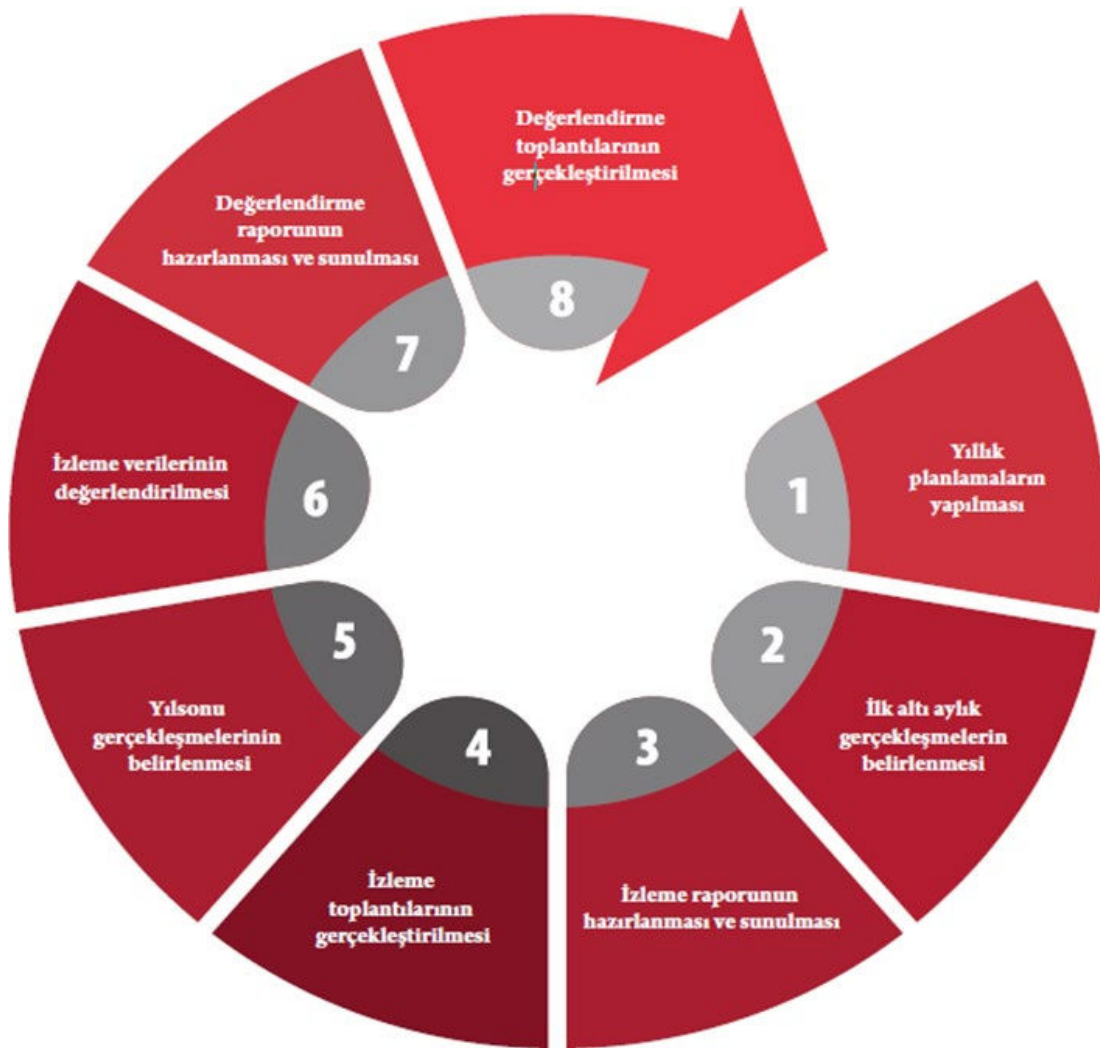 1
Yıllık
planlamaların
yapılması
2
İlk altı aylık
gerçekleşmelerin
belirlenmesi
3
İzleme raporunun
hazırlanması ve sunulması
4
İzleme
toplantılarının
gerçekleştirilmesi
5
Yılsonu
gerçekleşmelerinin
belirlenmesi
6
İzleme verilerinin
değerlendirilmesi
7
Değerlendirme
raporunun
hazırlanması ve sunulması
8
Değerlendirme
toplantılarının
gerçekleştirilmesi